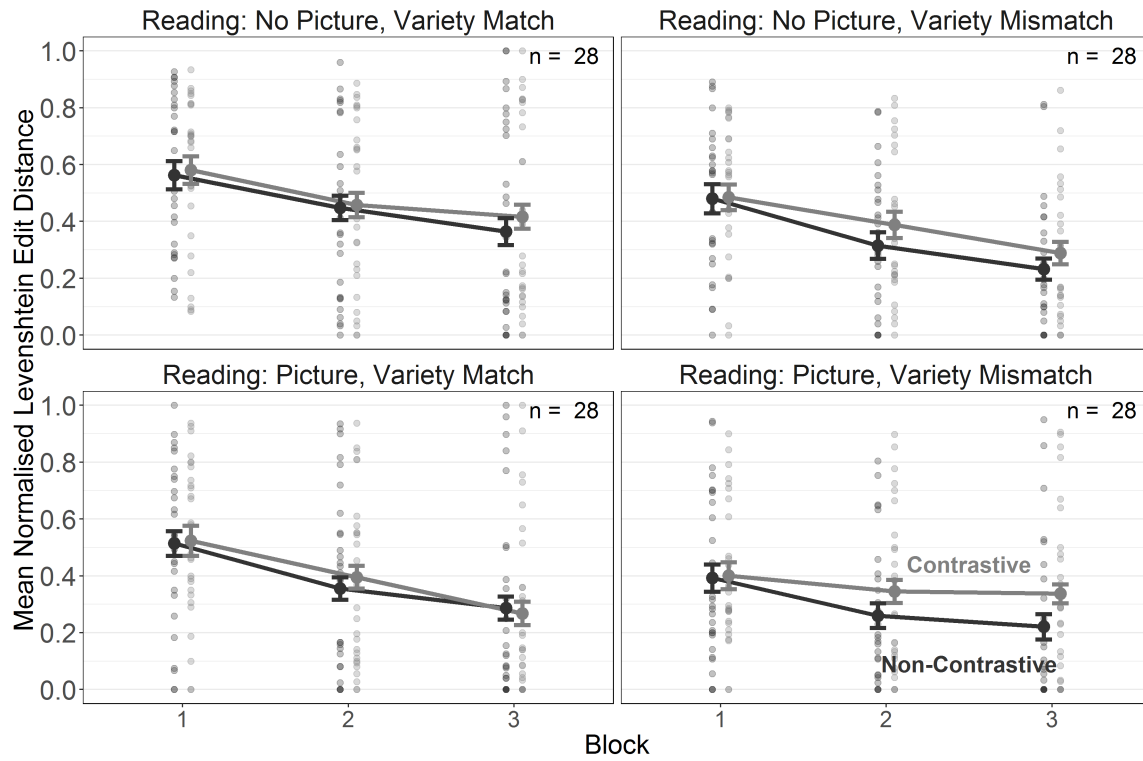 Reading: No Picture, Variety Match
Reading: No Picture, Variety Mismatch
n = 28
n = 28
1.0
0.8
0.6
0.4
0.2
0.0
Reading: Picture, Variety Match
Reading: Picture, Variety Mismatch
n = 28
n = 28
1.0
0.8
0.6
0.4
0.2
0.0
Contrastive
Non-Contrastive
1 2 3
1 2 3
Block
Mean Normalised Levenshtein Edit Distance